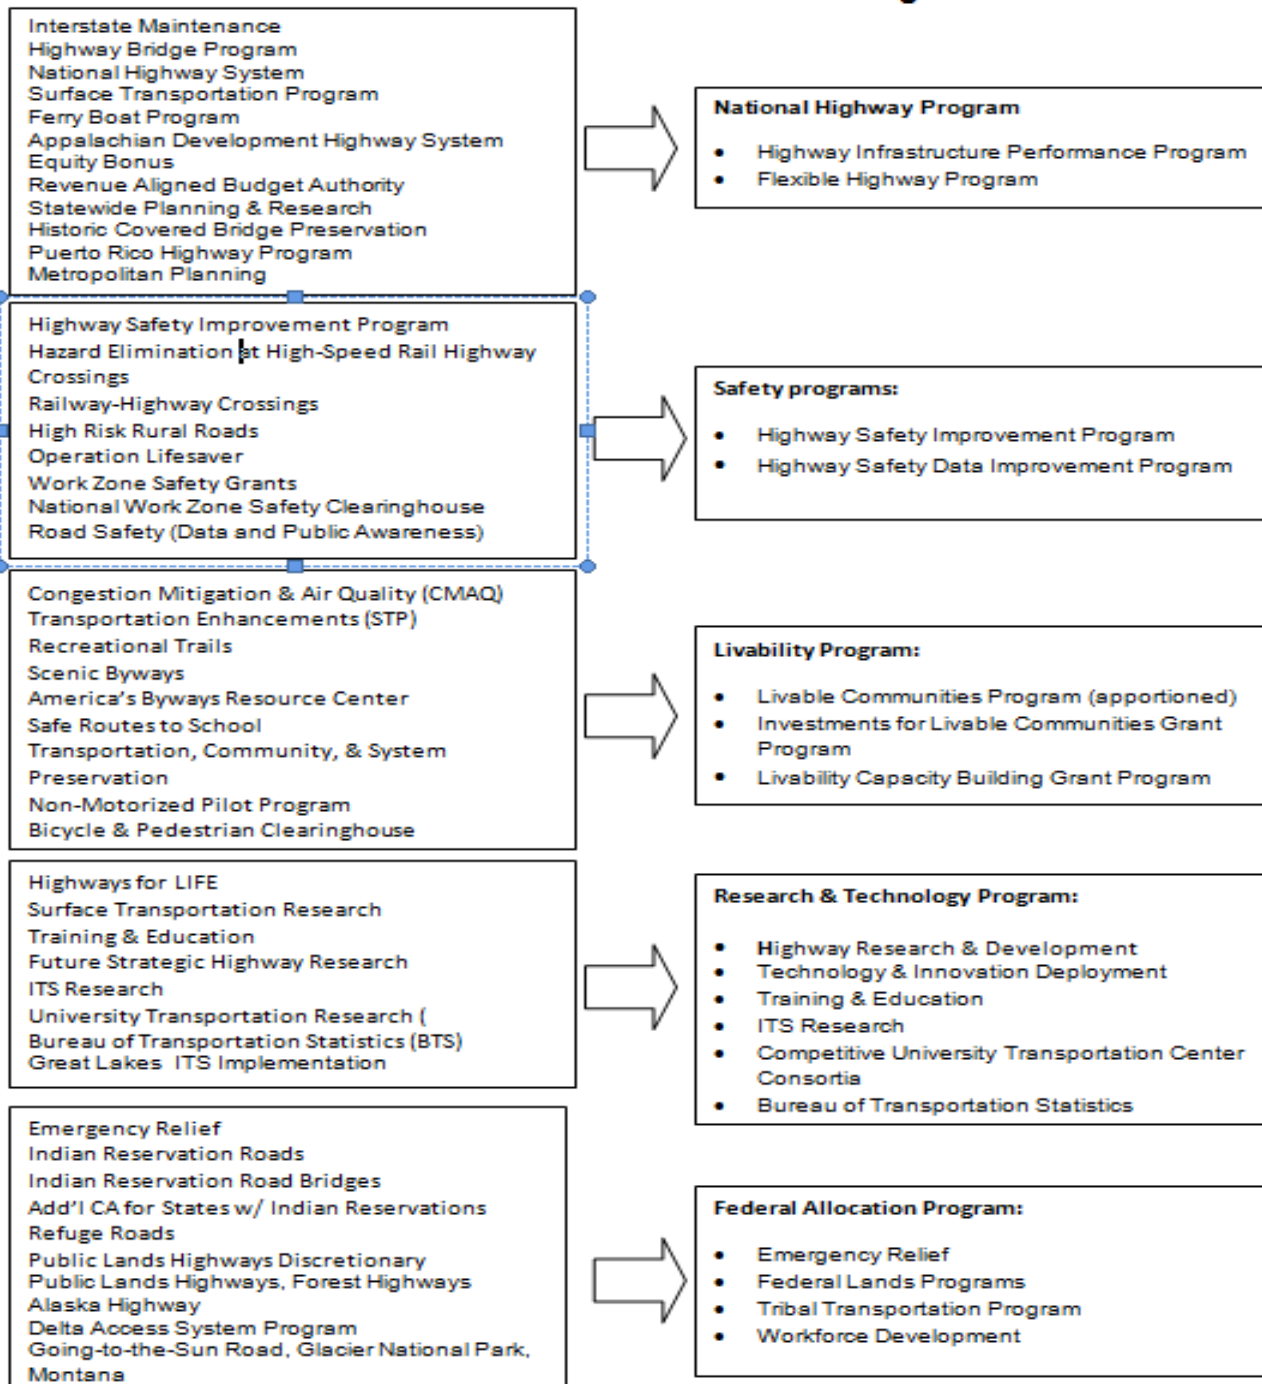 Interstate Maintenance
Highway Bridge Program
National Highway System
Surface Transportation Program
Ferry Boat Program
Appalachian Development Highway System
Equity Bonus
Revenue Aligned Budget Authority
Statewide Planning & Research
Historic Covered Bridge Preservation
Puerto Rico Highway Program
Metropolitan Planning
National Highway Program
• Highway Infrastructure Performance Program
• Flexible Highway Program
Highway Safety Improvement Program
Hazard Elimination at High-Speed Rail Highway
Crossings
Railway-Highway Crossings
High Risk Rural Roads
Operation Lifesaver
Work Zone Safety Grants
National Work Zone Safety Clearinghouse
Road Safety (Data and Public Awareness)
Safety programs:
• Highway Safety Improvement Program
• Highway Safety Data Improvement Program
Congestion Mitigation & Air Quality (CMAQ)
Transportation Enhancements (STP)
Recreational Trails
Scenic Byways
America's Byways Resource Center
Safe Routes to School
Transportation, Community, & System
Preservation
Non-Motorized Pilot Program
Bicycle & Pedestrian Clearinghouse
Livability Program:
• Livable Communities Program (apportioned)
• Investments for Livable Communities Grant
Program
• Livability Capacity Building Grant Program
Highways for LIFE
Surface Transportation Research
Training & Education
Future Strategic Highway Research
ITS Research
University Transportation Research (
Bureau of Transportation Statistics (BTS)
Great Lakes ITS Implementation
Research & Technology Program:
• Highway Research & Development
• Technology & Innovation Deployment
• Training & Education
• ITS Research
• Competitive University Transportation Center
Consortia
• Bureau of Transportation Statistics
Emergency Relief
Indian Reservation Roads
Indian Reservation Road Bridges
Add'l CA for States w/ Indian Reservations
Refuge Roads
Public Lands Highways Discretionary
Public Lands Highways, Forest Highways
Alaska Highway
Delta Access System Program
Going-to-the-Sun Road, Glacier National Park,
Montana
Federal Allocation Program:
• Emergency Relief
• Federal Lands Programs
• Tribal Transportation Program
• Workforce Development